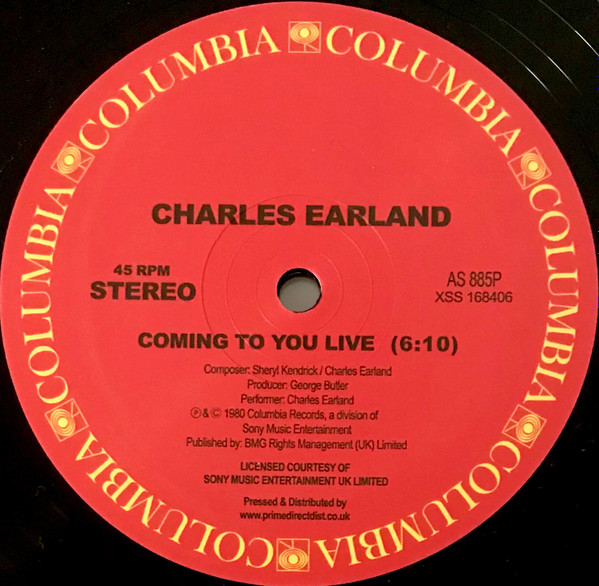 COLUMBIA COLUMBIA COLUMBIA COLUMBIA COLUMBIA COLUMBIA COLUMBIA COLUMBIA
CHARLES EARLAND
45 RPM
STEREO
AS 885P
XSS 168406
COMING TO YOU LIVE (6:10)
Composer: Sheryl Kendrick / Charles Earland
Producer: George Butler
Performer: Charles Earland
℗ & © 1980 Columbia Records, a division of
Sony Music Entertainment
Published by: BMG Rights Management (UK) Limited
LICENSED COURTESY OF
SONY MUSIC ENTERTAINMENT UK LIMITED
Pressed & Distributed by
www.primedirectdist.co.uk